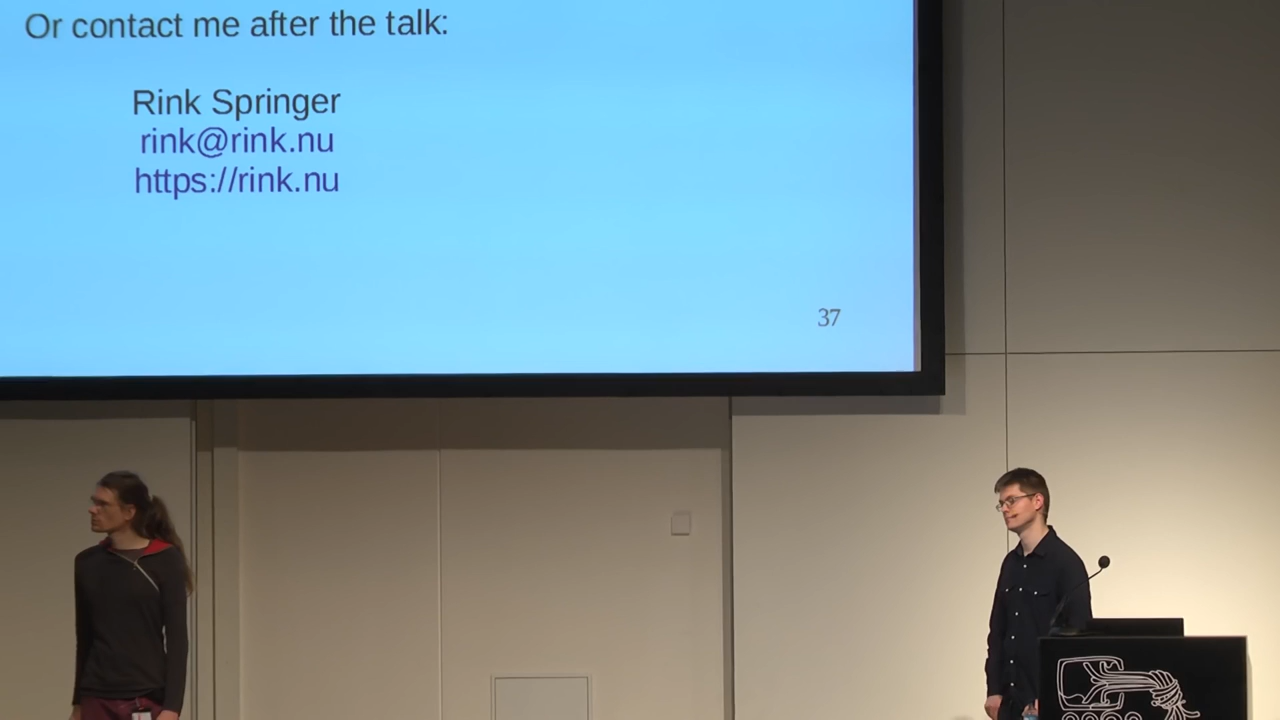 Or contact me after the talk:
Rink Springer
rink@rink.nu
https://rink.nu
37